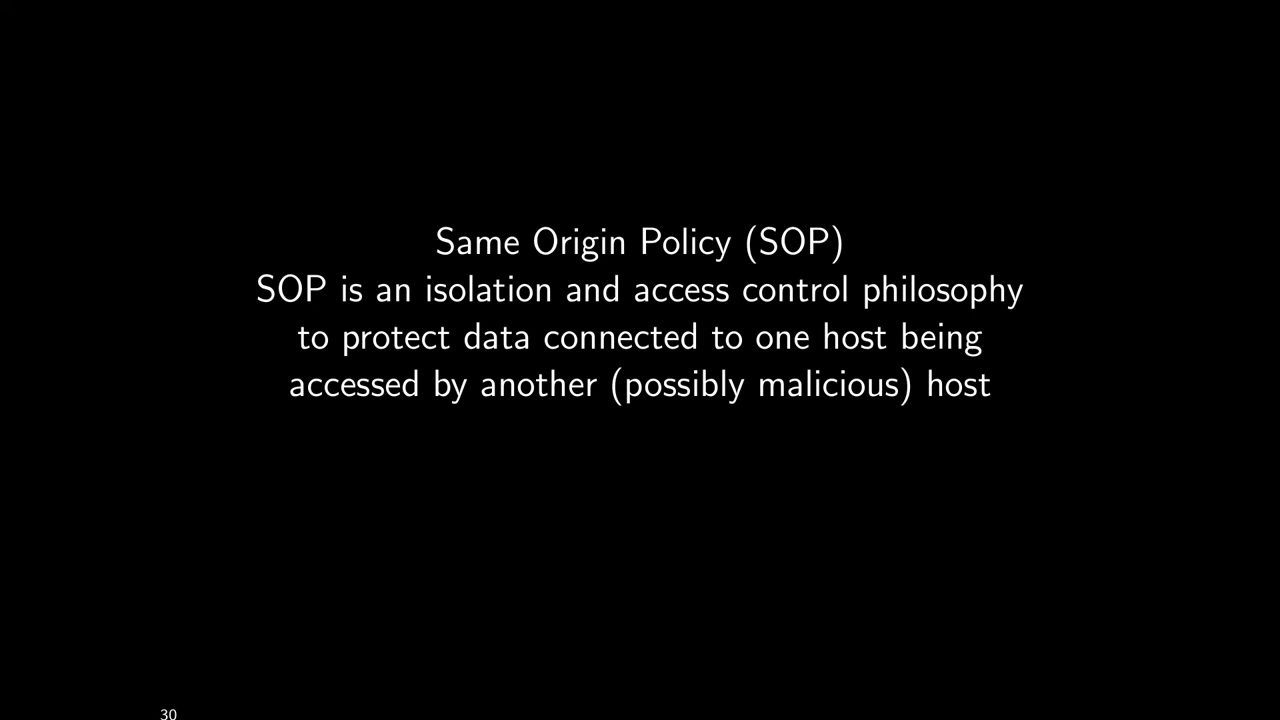 Same Origin Policy (SOP)
SOP is an isolation and access control philosophy
to protect data connected to one host being
accessed by another (possibly malicious) host
30